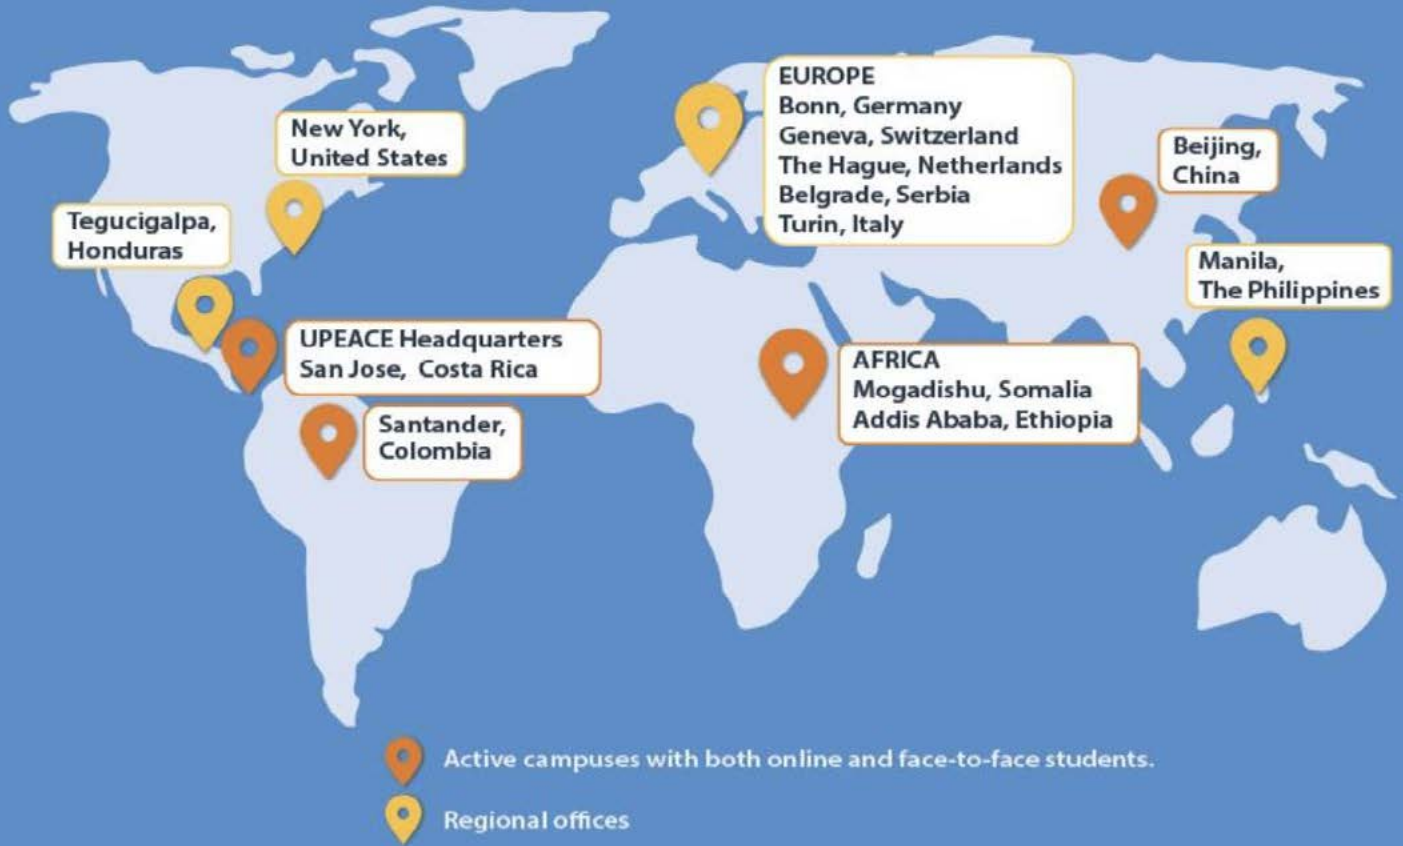 EUROPE
Bonn, Germany
Geneva, Switzerland
The Hague, Netherlands
Belgrade, Serbia
Turin, Italy
New York,
United States
Beijing,
China
Tegucigalpa,
Honduras
Manila,
The Philippines
UPEACE Headquarters
San Jose, Costa Rica
AFRICA
Mogadishu, Somalia
Addis Ababa, Ethiopia
Santander,
Colombia
Active campuses with both online and face-to-face students.
Regional offices